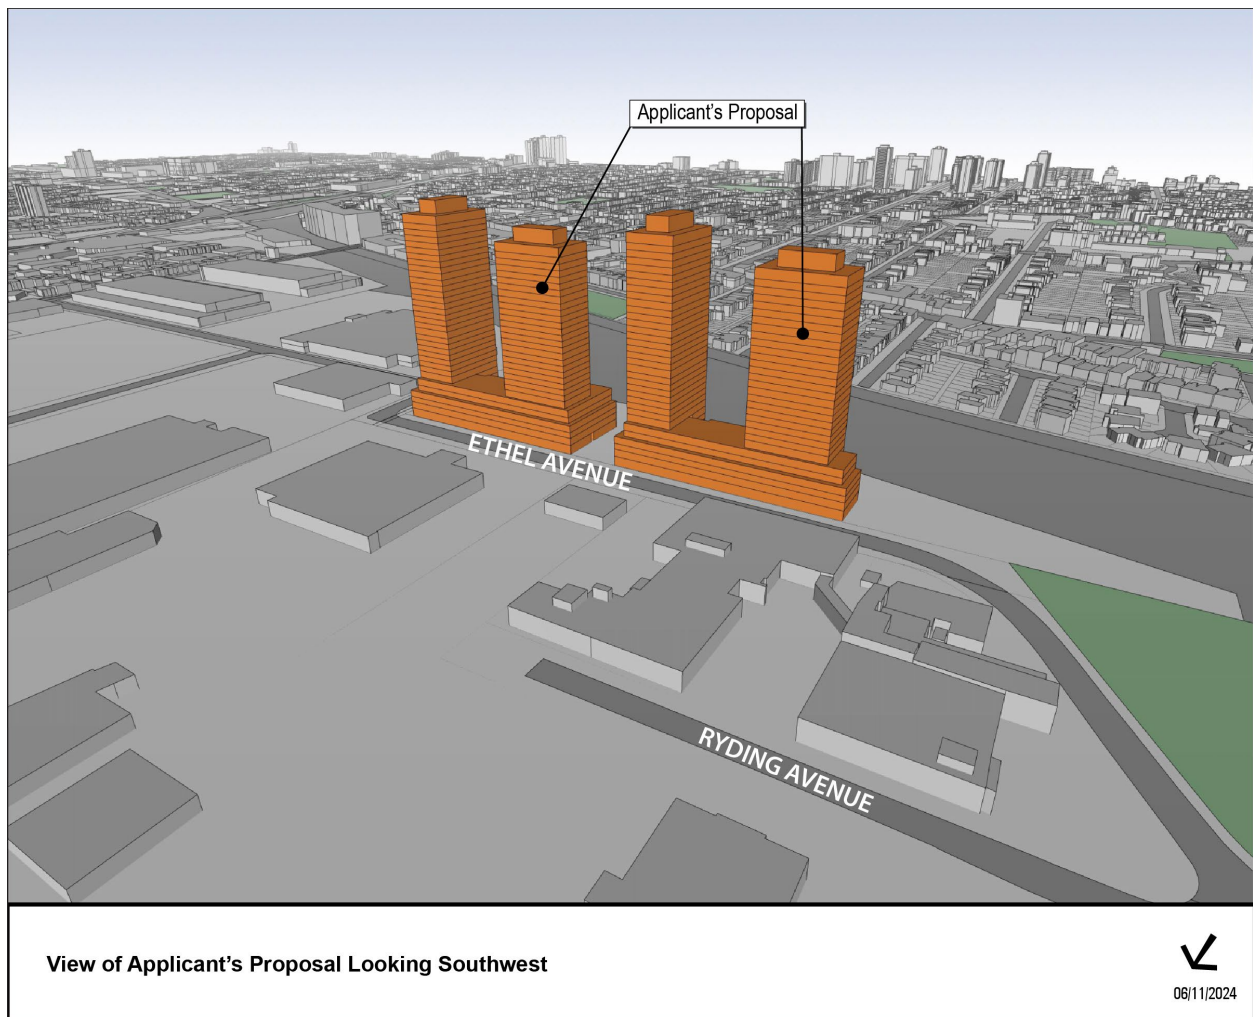 Applicant's Proposal
ETHEL AVENUE
RYDING AVENUE
View of Applicant's Proposal Looking Southwest
06/11/2024